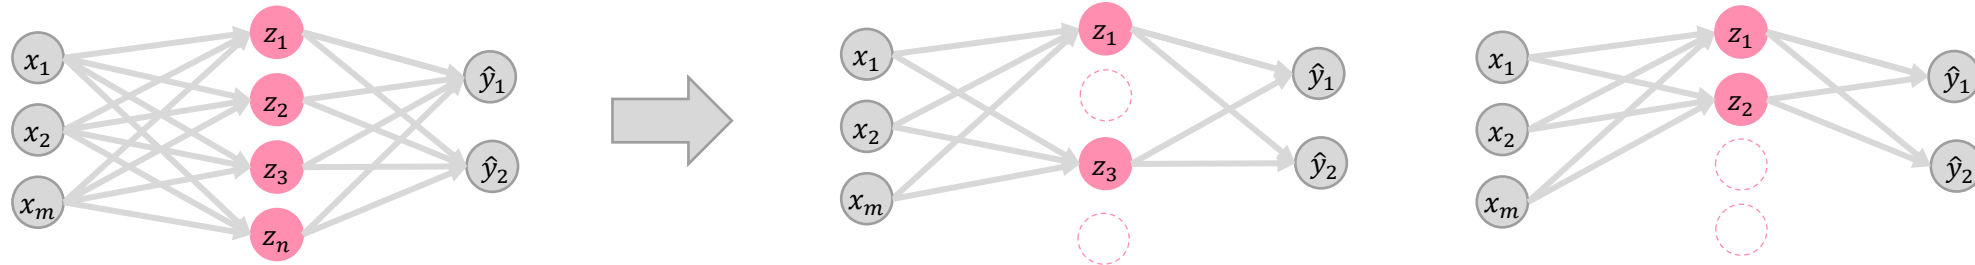 x₁
x₂
xₘ
z₁
z₂
z₃
zₙ
ŷ₁
ŷ₂
x₁
x₂
xₘ
z₁
z₃
ŷ₁
ŷ₂
x₁
x₂
xₘ
z₁
z₂
ŷ₁
ŷ₂